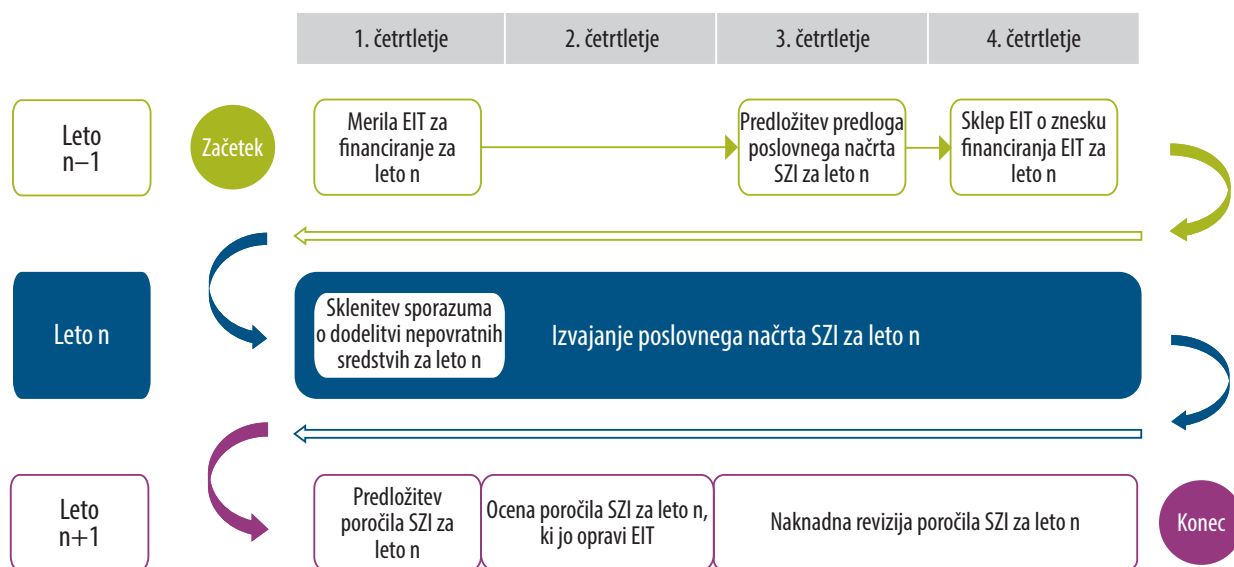 1. četrtletje
2. četrtletje
3. četrtletje
4. četrtletje
Leto
n–1
Začetek
Merila EIT za
financiranje za
leto n
Predložitev predloga
poslovnega načrta
SZI za leto n
Sklep EIT o znesku
financiranja EIT za
leto n
Leto n
Sklenitev sporazuma
o dodelitvi nepovratnih
sredstvih za leto n
Izvajanje poslovnega načrta SZI za leto n
Leto
n+1
Predložitev
poročila SZI za
leto n
Ocena poročila SZI za leto n,
ki jo opravi EIT
Naknadna revizija poročila SZI za leto n
Konec